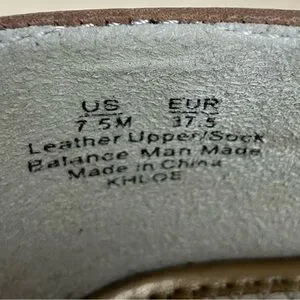 US EUR
7.5M 37.5
Leather Upper/Sock
Balance Man Made
Made in China
KHLOE